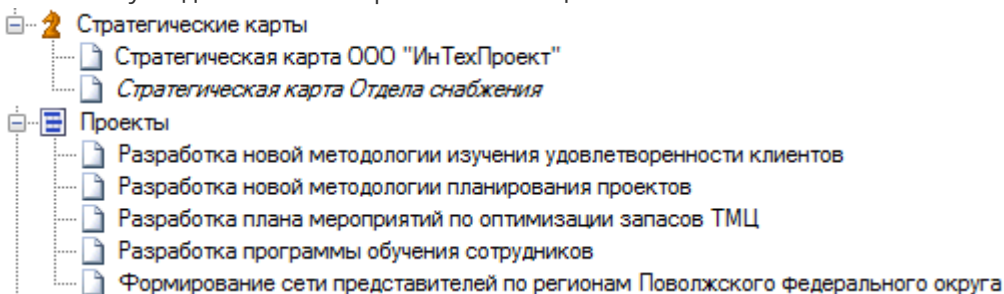 Стратегические карты
Стратегическая карта ООО "ИнТехПроект"
Стратегическая карта Отдела снабжения
Проекты
Разработка новой методологии изучения удовлетворенности клиентов
Разработка новой методологии планирования проектов
Разработка плана мероприятий по оптимизации запасов ТМЦ
Разработка программы обучения сотрудников
Формирование сети представителей по регионам Поволжского федерального округа